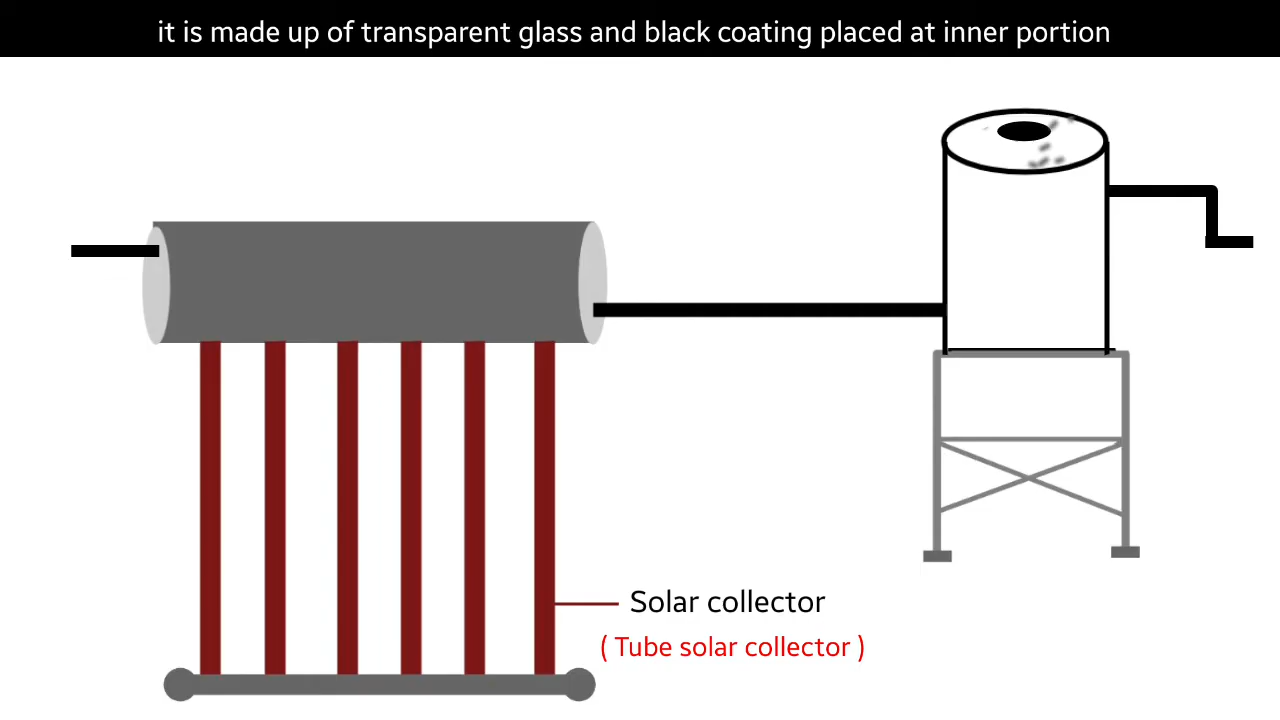 it is made up of transparent glass and black coating placed at inner portion
Solar collector
( Tube solar collector )